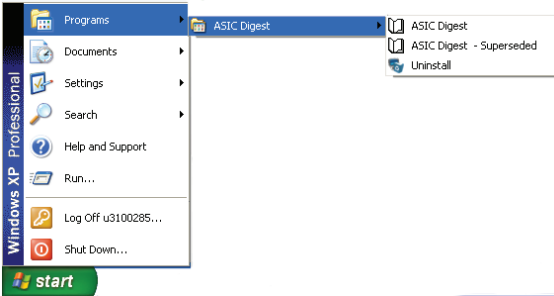 Windows XP Professional
Programs
Documents
Settings
Search
Help and Support
Run...
Log Off u3100285...
Shut Down...
start
ASIC Digest
ASIC Digest
ASIC Digest - Superseded
Uninstall